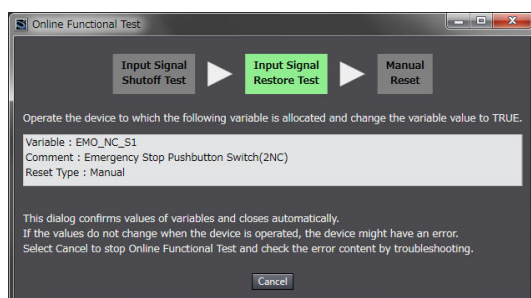 Online Functional Test
Input Signal
Shutoff Test
Input Signal
Restore Test
Manual
Reset
Operate the device to which the following variable is allocated and change the variable value to TRUE.
Variable : EMO_NC_S1
Comment : Emergency Stop Pushbutton Switch(2NC)
Reset Type : Manual
This dialog confirms values of variables and closes automatically.
If the values do not change when the device is operated, the device might have an error.
Select Cancel to stop Online Functional Test and check the error content by troubleshooting.
Cancel